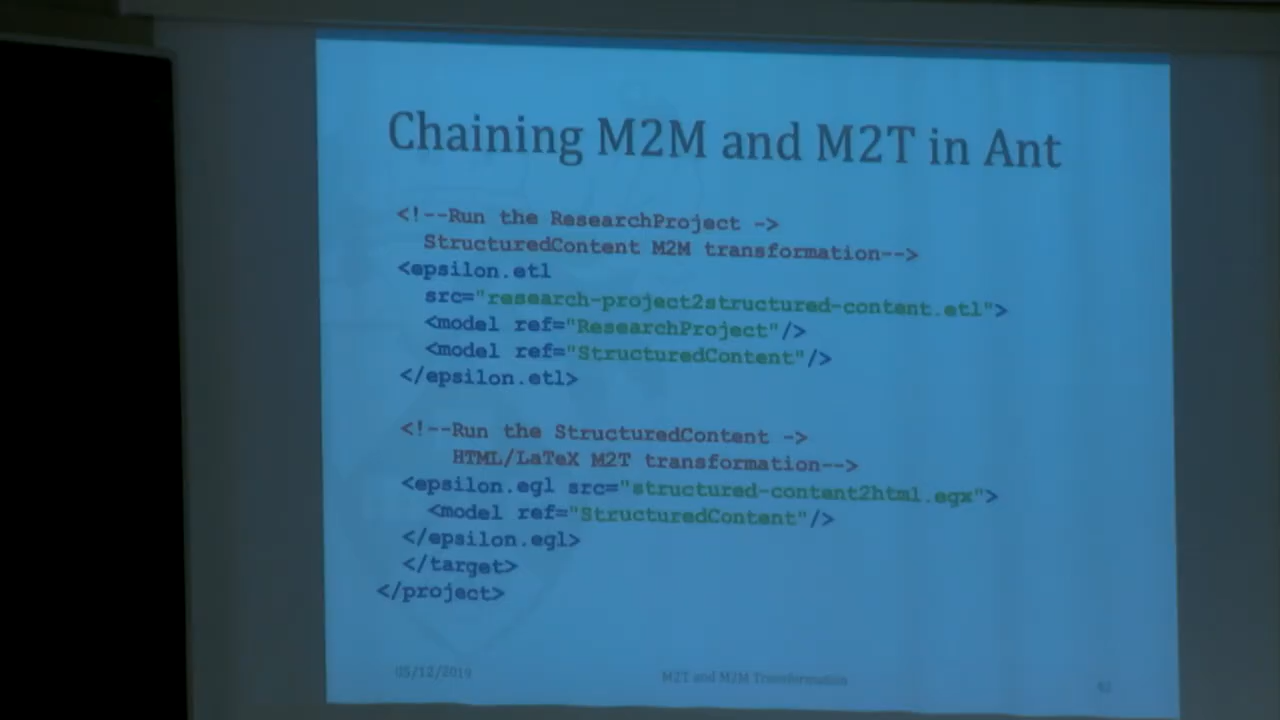 Chaining M2M and M2T in Ant
<!--Run the ResearchProject ->
StructuredContent M2M transformation-->
<epsilon.etl
src="research-project2structured-content.etl">
<model ref="ResearchProject"/>
<model ref="StructuredContent"/>
</epsilon.etl>
<!--Run the StructuredContent ->
HTML/LaTeX M2T transformation-->
<epsilon.egl src="structured-content2html.egx">
<model ref="StructuredContent"/>
</epsilon.egl>
</target>
</project>
05/12/2019
M2T and M2M Transformation